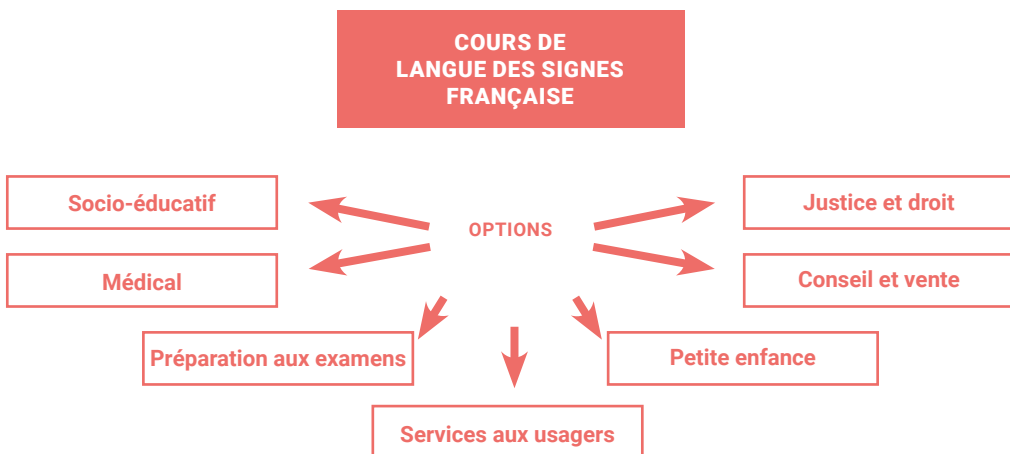 COURS DE
LANGUE DES SIGNES
FRANÇAISE
Socio-éducatif
Justice et droit
OPTIONS
Médical
Conseil et vente
Préparation aux examens
Petite enfance
Services aux usagers